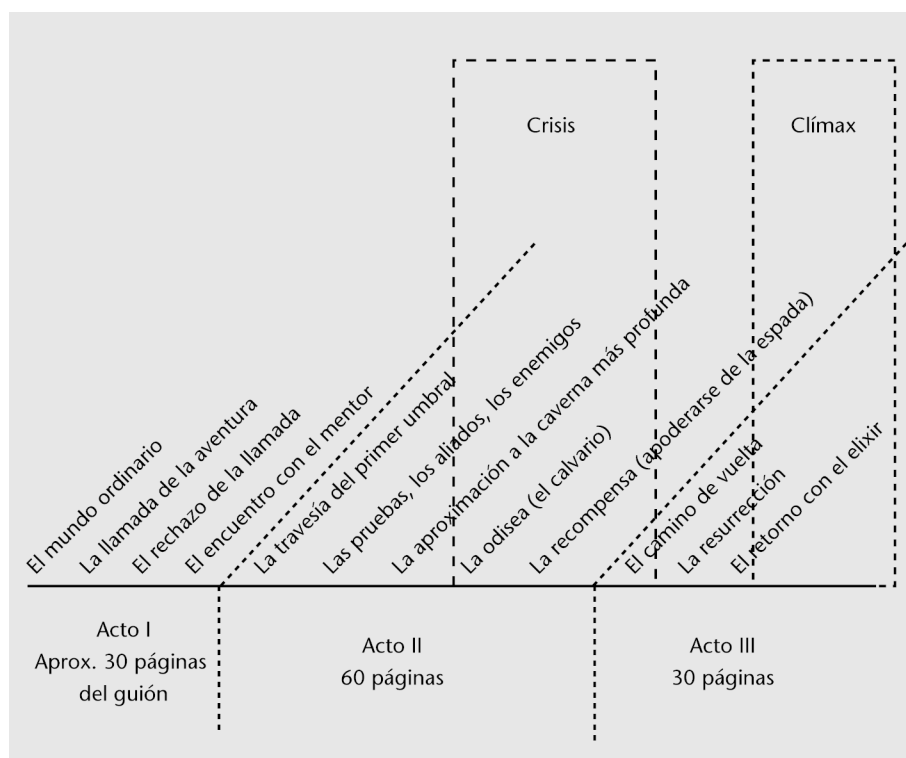 Crisis
Clímax
El mundo ordinario
La llamada de la aventura
El rechazo de la llamada
El encuentro con el mentor
La travesía del primer umbral
Las pruebas, los aliados, los enemigos
La aproximación a la caverna más profunda
La odisea (el calvario)
La recompensa (apoderarse de la espada)
El camino de vuelta
La resurrección
El retorno con el elixir
Acto I
Aprox. 30 páginas
del guión
Acto II
60 páginas
Acto III
30 páginas